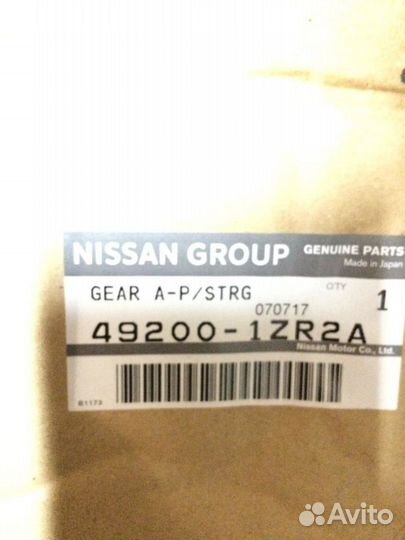 NISSAN GROUP GENUINE PARTS
Made in Japan
GEAR A-P/STRG QTY 1
070717
49200-1ZR2A
Nissan Motor Co., Ltd.
B1173
Avito